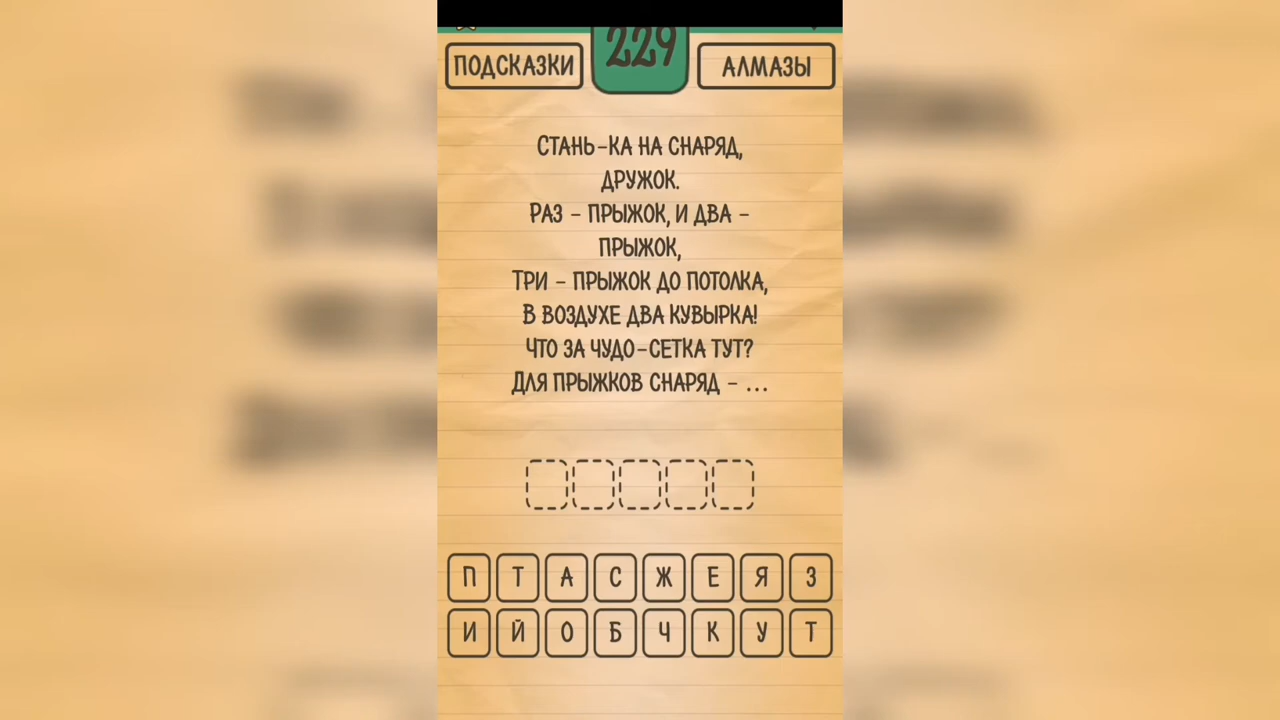 ПОДСКАЗКИ 229 АЛМАЗЫ
СТАНЬ-КА НА СНАРЯД,
ДРУЖОК.
РАЗ - ПРЫЖОК, И ДВА -
ПРЫЖОК,
ТРИ - ПРЫЖОК ДО ПОТОЛКА,
В ВОЗДУХЕ ДВА КУВЫРКА!
ЧТО ЗА ЧУДО-СЕТКА ТУТ?
ДЛЯ ПРЫЖКОВ СНАРЯД - ...
П Т А С Ж Е Я З
И Й О Б Ч К У Т